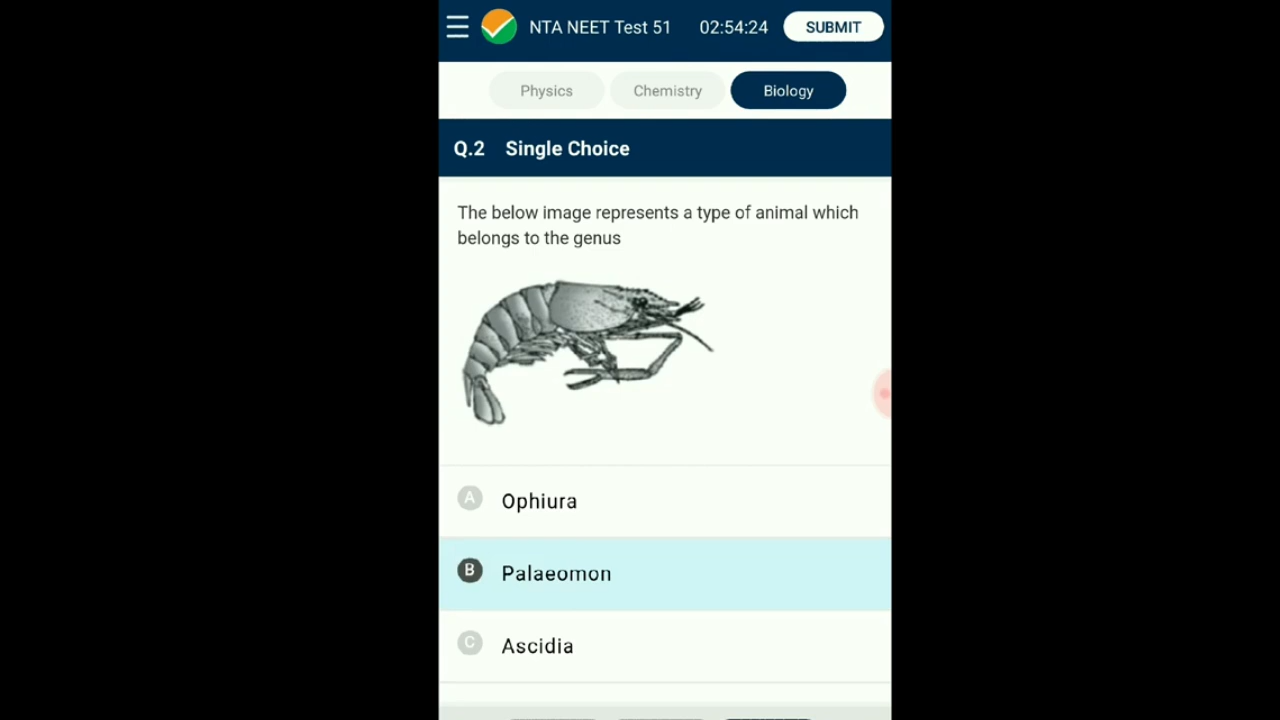 NTA NEET Test 51 02:54:24 SUBMIT
Physics Chemistry Biology
Q.2 Single Choice
The below image represents a type of animal which
belongs to the genus
A Ophiura
B Palaeomon
C Ascidia